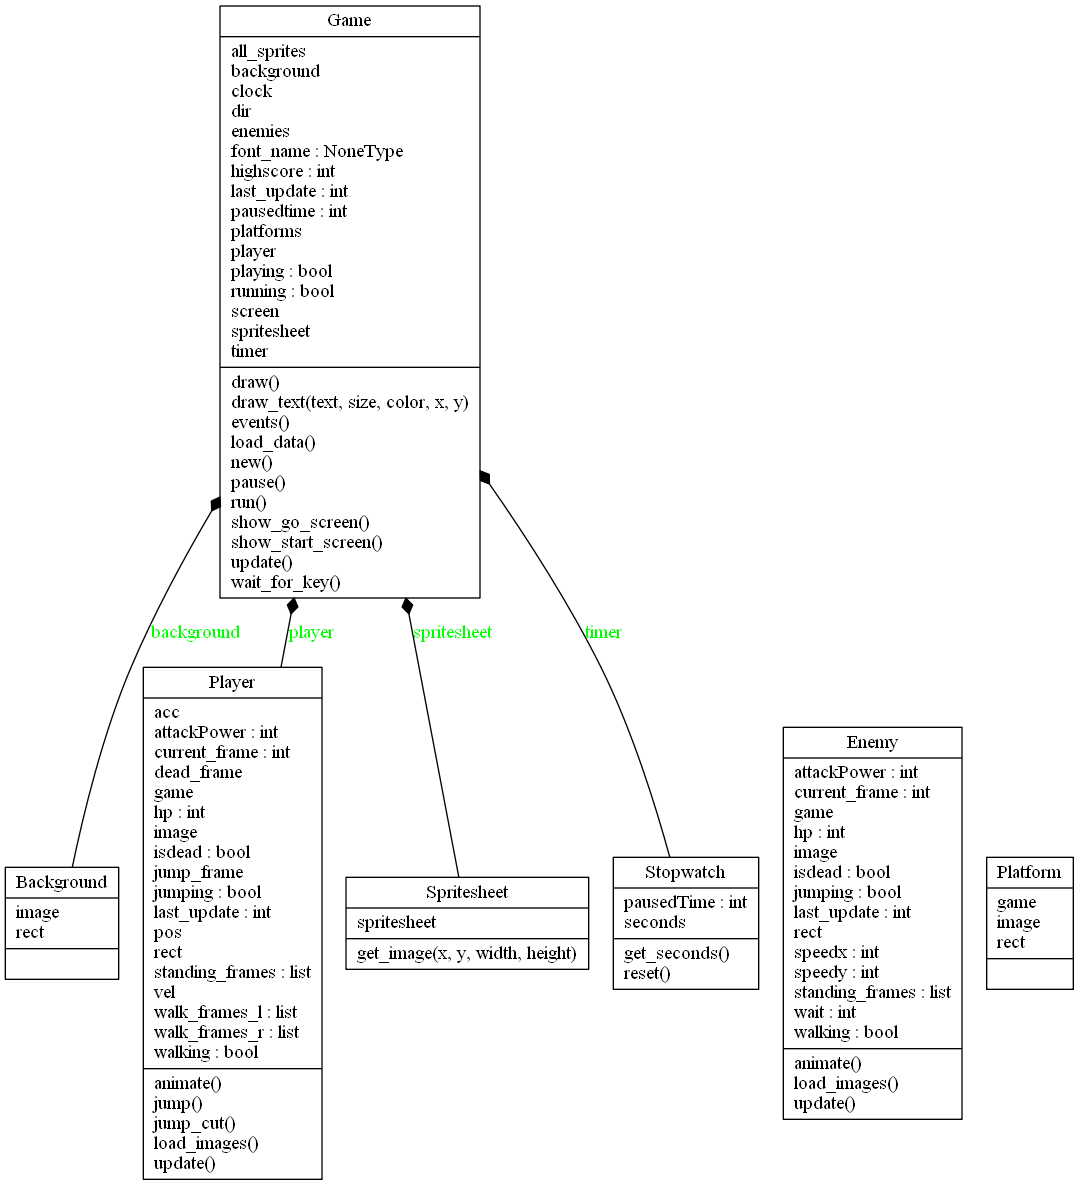 Game
all_sprites
background
clock
dir
enemies
font_name : NoneType
highscore : int
last_update : int
pausedtime : int
platforms
player
playing : bool
running : bool
screen
spritesheet
timer
draw()
draw_text(text, size, color, x, y)
events()
load_data()
new()
pause()
run()
show_go_screen()
show_start_screen()
update()
wait_for_key()
background
player
spritesheet
timer
Background
image
rect
Player
acc
attackPower : int
current_frame : int
dead_frame
game
hp : int
image
isdead : bool
jump_frame
jumping : bool
last_update : int
pos
rect
standing_frames : list
vel
walk_frames_l : list
walk_frames_r : list
walking : bool
animate()
jump()
jump_cut()
load_images()
update()
Spritesheet
spritesheet
get_image(x, y, width, height)
Stopwatch
pausedTime : int
seconds
get_seconds()
reset()
Enemy
attackPower : int
current_frame : int
game
hp : int
image
isdead : bool
jumping : bool
last_update : int
rect
speedx : int
speedy : int
standing_frames : list
wait : int
walking : bool
animate()
load_images()
update()
Platform
game
image
rect